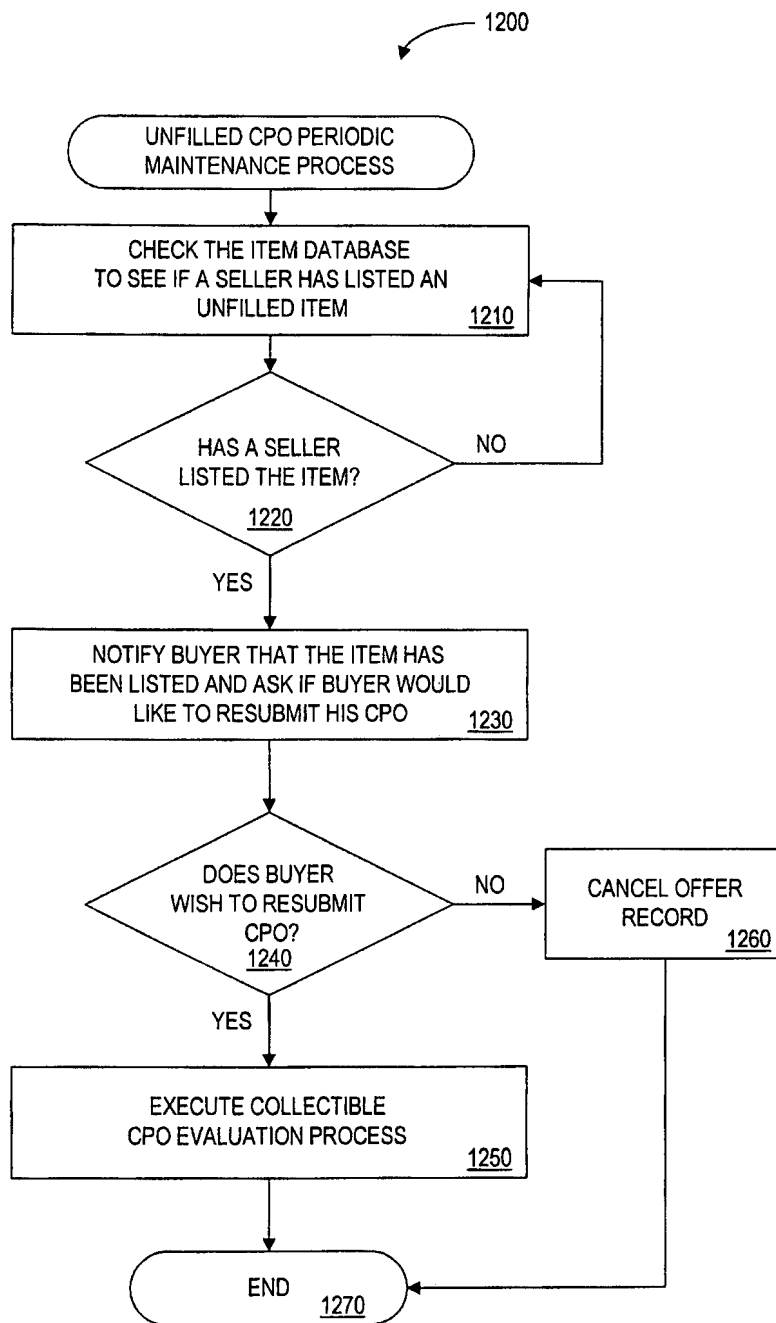 1200
UNFILLED CPO PERIODIC
MAINTENANCE PROCESS
CHECK THE ITEM DATABASE
TO SEE IF A SELLER HAS LISTED AN
UNFILLED ITEM
1210
HAS A SELLER
LISTED THE ITEM?
1220
NO
YES
NOTIFY BUYER THAT THE ITEM HAS
BEEN LISTED AND ASK IF BUYER WOULD
LIKE TO RESUBMIT HIS CPO
1230
DOES BUYER
WISH TO RESUBMIT
CPO?
1240
NO
CANCEL OFFER
RECORD
1260
YES
EXECUTE COLLECTIBLE
CPO EVALUATION PROCESS
1250
END
1270